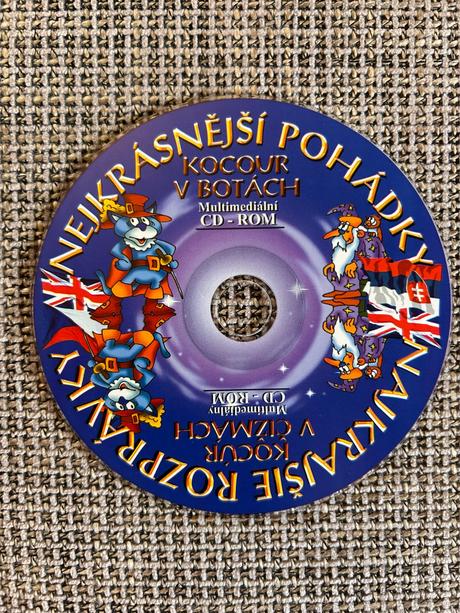 NEJKRÁSNĚJŠÍ POHÁDKY
KOCOUR
V BOTÁCH
Multimediální
CD - ROM
NAJKRAJŠIE ROZPRÁVKY
KOCÚR
V ČIŽMÁCH
Multimediálny
CD - ROM